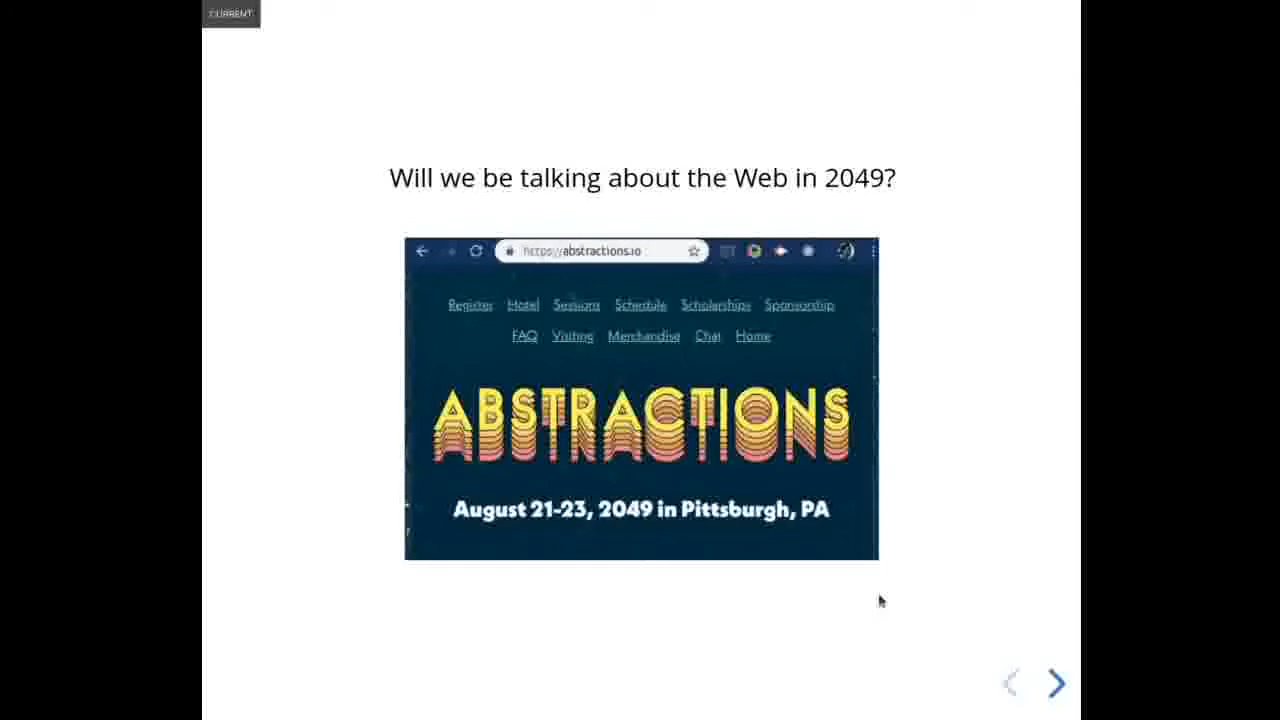 CURRENT
Will we be talking about the Web in 2049?
https://abstractions.io
Register Hotel Sessions Schedule Scholarships Sponsorship
FAQ Visiting Merchandise Chat Home
ABSTRACTIONS
August 21-23, 2049 in Pittsburgh, PA